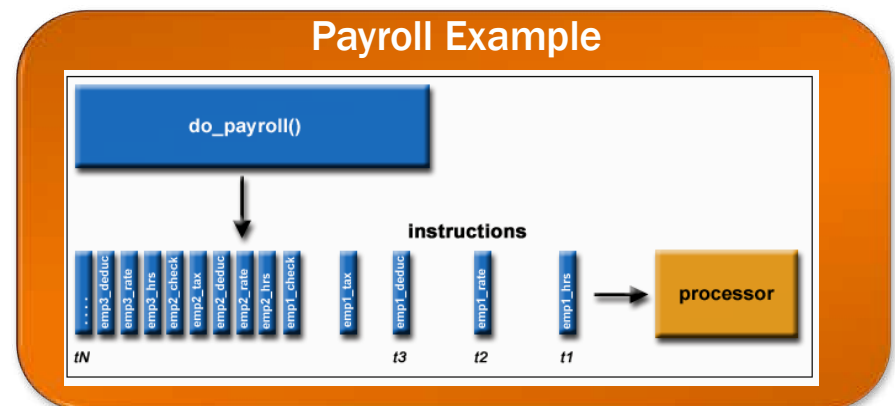 Payroll Example
do_payroll()
instructions
. . . .
emp3_deduc
emp3_rate
emp3_hrs
emp2_check
emp2_tax
emp2_deduc
emp2_rate
emp2_hrs
emp1_check
emp1_tax
emp1_deduc
emp1_rate
emp1_hrs
processor
tN
t3
t2
t1